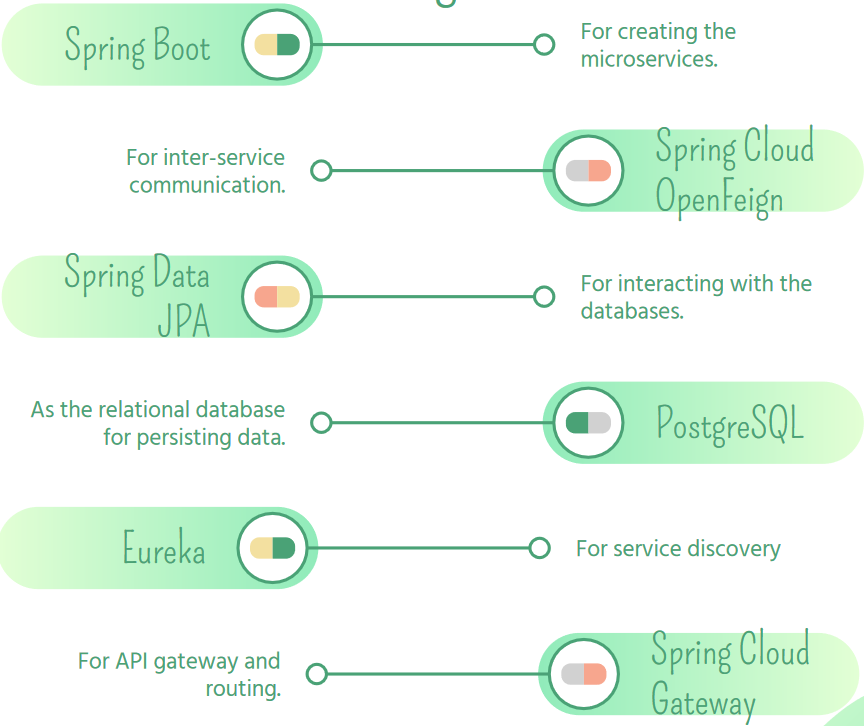 Spring Boot
For creating the
microservices.
For inter-service
communication.
Spring Cloud
OpenFeign
Spring Data
JPA
For interacting with the
databases.
As the relational database
for persisting data.
PostgreSQL
Eureka
For service discovery
For API gateway and
routing.
Spring Cloud
Gateway